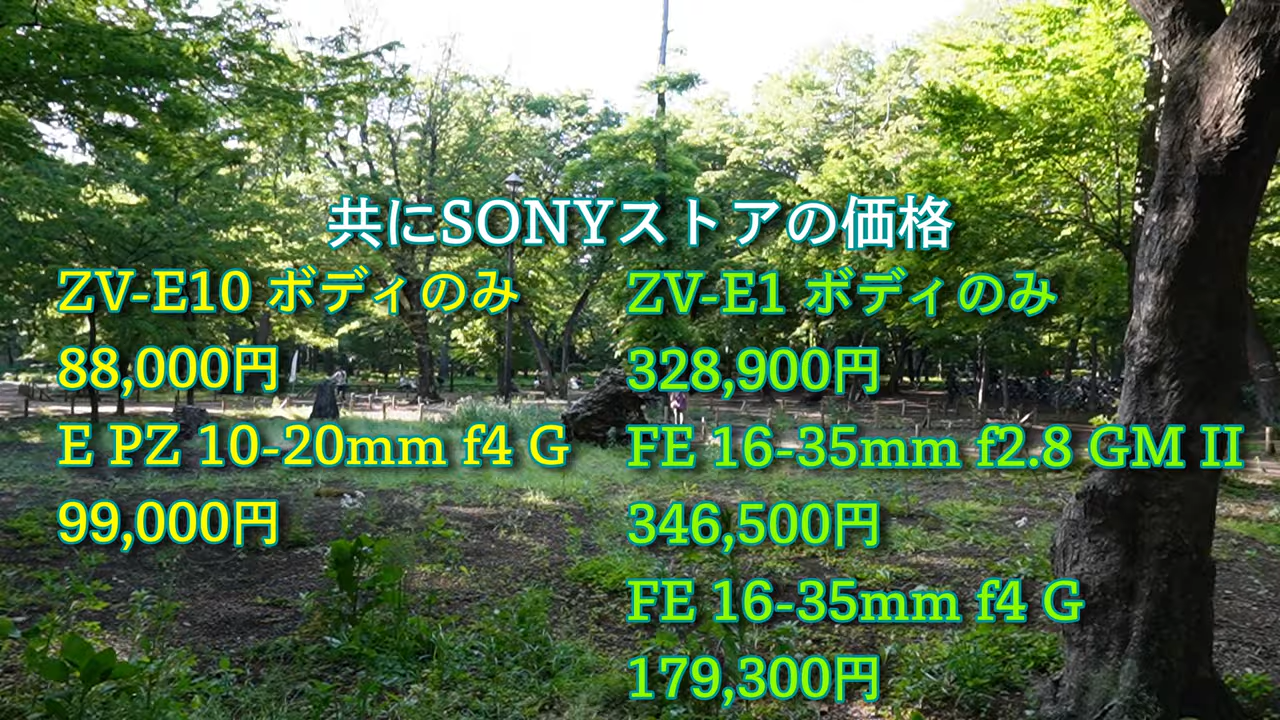 共にSONYストアの価格
ZV-E10 ボディのみ
88,000円
E PZ 10-20mm f4 G
99,000円
ZV-E1 ボディのみ
328,900円
FE 16-35mm f2.8 GM II
346,500円
FE 16-35mm f4 G
179,300円